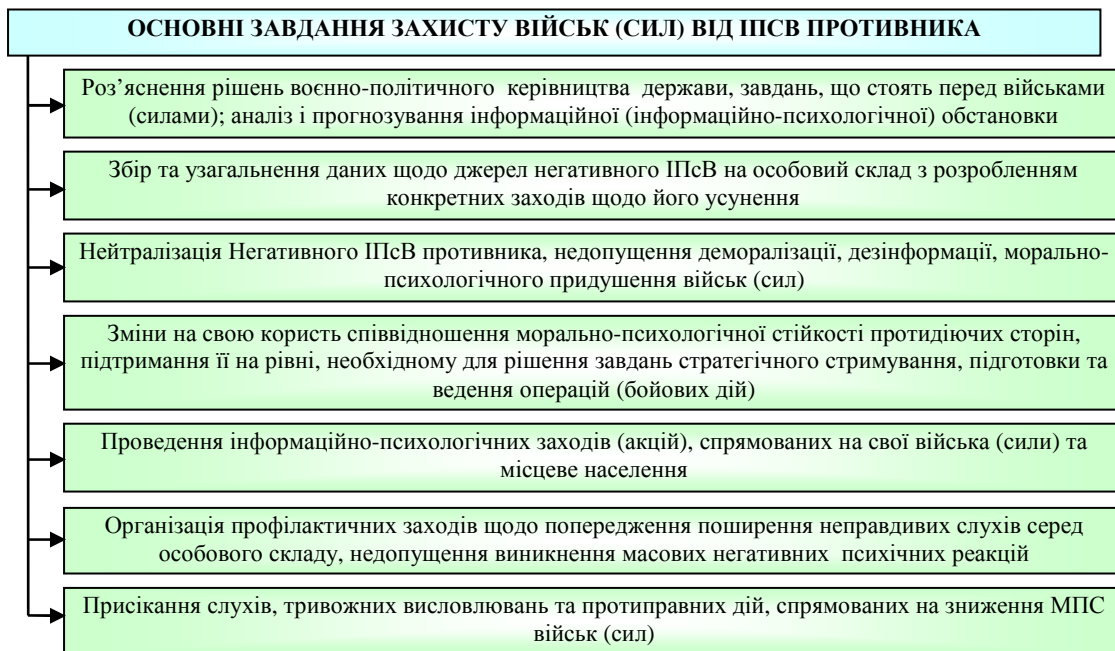 ОСНОВНІ ЗАВДАННЯ ЗАХИСТУ ВІЙСЬК (СИЛ) ВІД ІПСВ ПРОТИВНИКА
Роз’яснення рішень воєнно-політичного керівництва держави, завдань, що стоять перед військами
(силами); аналіз і прогнозування інформаційної (інформаційно-психологічної) обстановки
Збір та узагальнення даних щодо джерел негативного ІПсВ на особовий склад з розробленням
конкретних заходів щодо його усунення
Нейтралізація Негативного ІПсВ противника, недопущення деморалізації, дезінформації, морально-
психологічного придушення військ (сил)
Зміни на свою користь співвідношення морально-психологічної стійкості протидіючих сторін,
підтримання її на рівні, необхідному для рішення завдань стратегічного стримування, підготовки та
ведення операцій (бойових дій)
Проведення інформаційно-психологічних заходів (акцій), спрямованих на свої війська (сили) та
місцеве населення
Організація профілактичних заходів щодо попередження поширення неправдивих слухів серед
особового складу, недопущення виникнення масових негативних психічних реакцій
Присікання слухів, тривожних висловлювань та протиправних дій, спрямованих на зниження МПС
військ (сил)